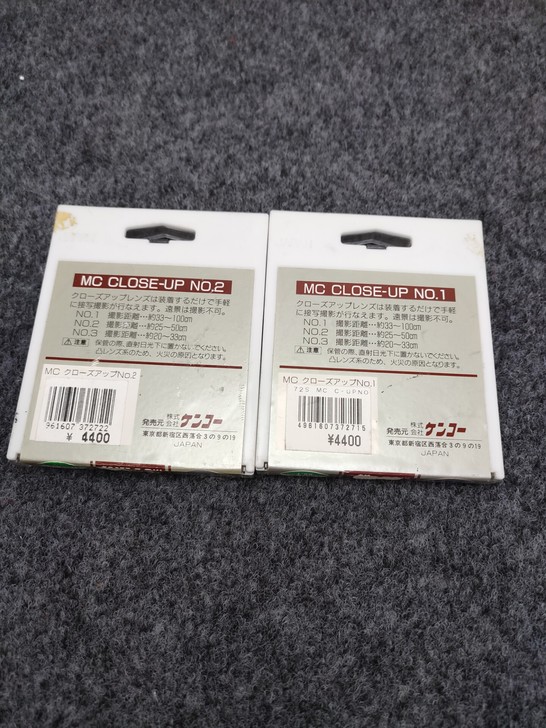 MC CLOSE-UP NO.2
クローズアップレンズは装着するだけで手軽
に接写撮影が行なえます。遠景は撮影不可。
NO.1 撮影距離…約33〜100cm
NO.2 撮影距離…約25〜50cm
NO.3 撮影距離…約20〜33cm
⚠注意 保管の際、直射日光下に置かないでください。
凸レンズ系のため、火災の原因となります。
MC クローズアップNo.2
961607 372722
¥ 4400
発売元 株式会社 ケンコー
東京都新宿区西落合3の9の19
JAPAN
MC CLOSE-UP NO.1
クローズアップレンズは装着するだけで手軽
に接写撮影が行なえます。遠景は撮影不可。
NO.1 撮影距離…約33〜100cm
NO.2 撮影距離…約25〜50cm
NO.3 撮影距離…約20〜33cm
⚠注意 保管の際、直射日光下に置かないでください。
凸レンズ系のため、火災の原因となります。
MC クローズアップNo.1
72S MC C-UPNO
4961607372715
¥4400
発売元 株式会社 ケンコー
東京都新宿区西落合3の9の19
JAPAN